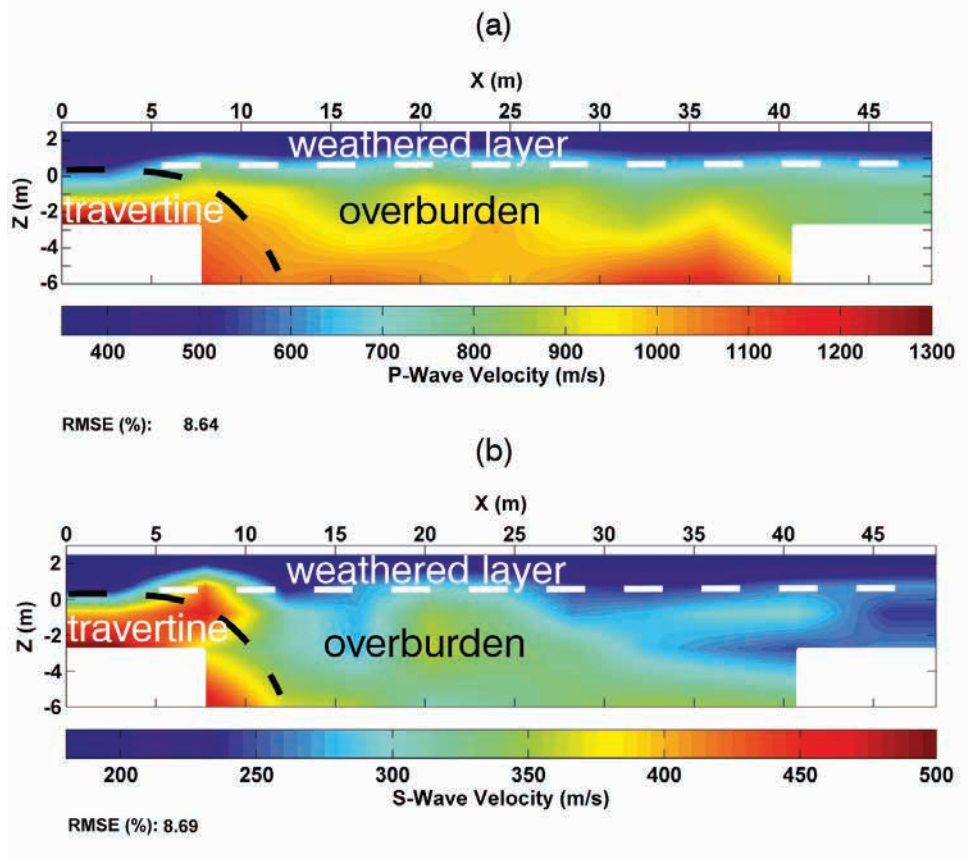 (a)
X (m)
0 5 10 15 20 25 30 35 40 45
Z (m)
2
0
-2
-4
-6
weathered layer
travertine
overburden
400 500 600 700 800 900 1000 1100 1200 1300
P-Wave Velocity (m/s)
RMSE (%): 8.64
(b)
X (m)
0 5 10 15 20 25 30 35 40 45
Z (m)
2
0
-2
-4
-6
weathered layer
travertine
overburden
200 250 300 350 400 450 500
S-Wave Velocity (m/s)
RMSE (%): 8.69